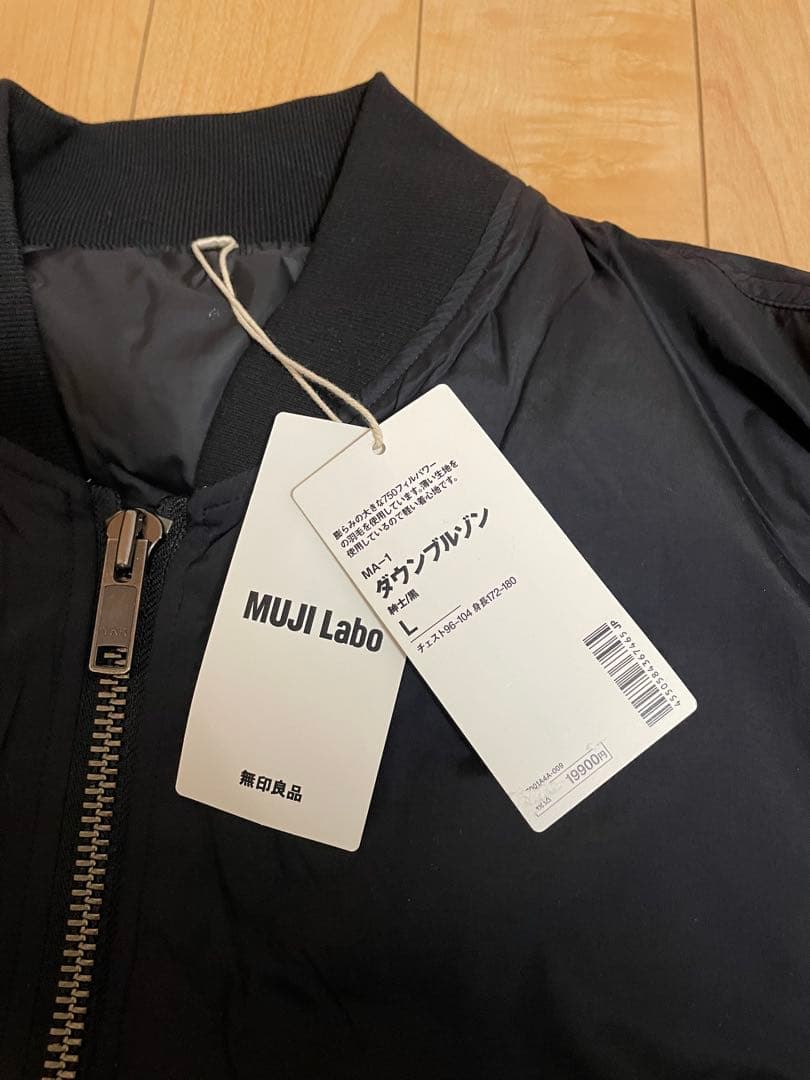 MUJI Labo
無印良品
膨らみの大きな750フィルパワー
の羽毛を使用しています。薄い生地を
使用しているので軽い着心地です。
MA-1
ダウンブルゾン
紳士/黒
L
チェスト96-104 身長172-180
4550584367465
19900円